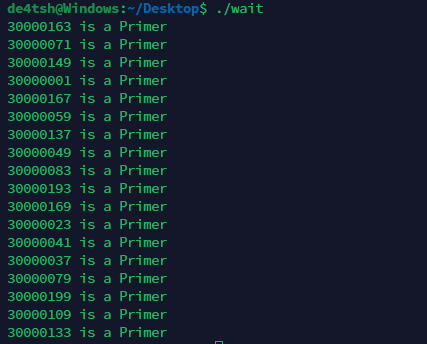 de4tsh@Windows:~/Desktop$ ./wait
30000163 is a Primer
30000071 is a Primer
30000149 is a Primer
30000001 is a Primer
30000167 is a Primer
30000059 is a Primer
30000137 is a Primer
30000049 is a Primer
30000083 is a Primer
30000193 is a Primer
30000169 is a Primer
30000023 is a Primer
30000041 is a Primer
30000037 is a Primer
30000079 is a Primer
30000199 is a Primer
30000109 is a Primer
30000133 is a Primer